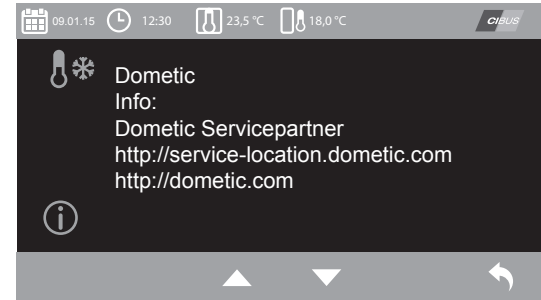 09.01.15 12:30 23,5 °C 18,0 °C CIBUS
Dometic
Info:
Dometic Servicepartner
http://service-location.dometic.com
http://dometic.com